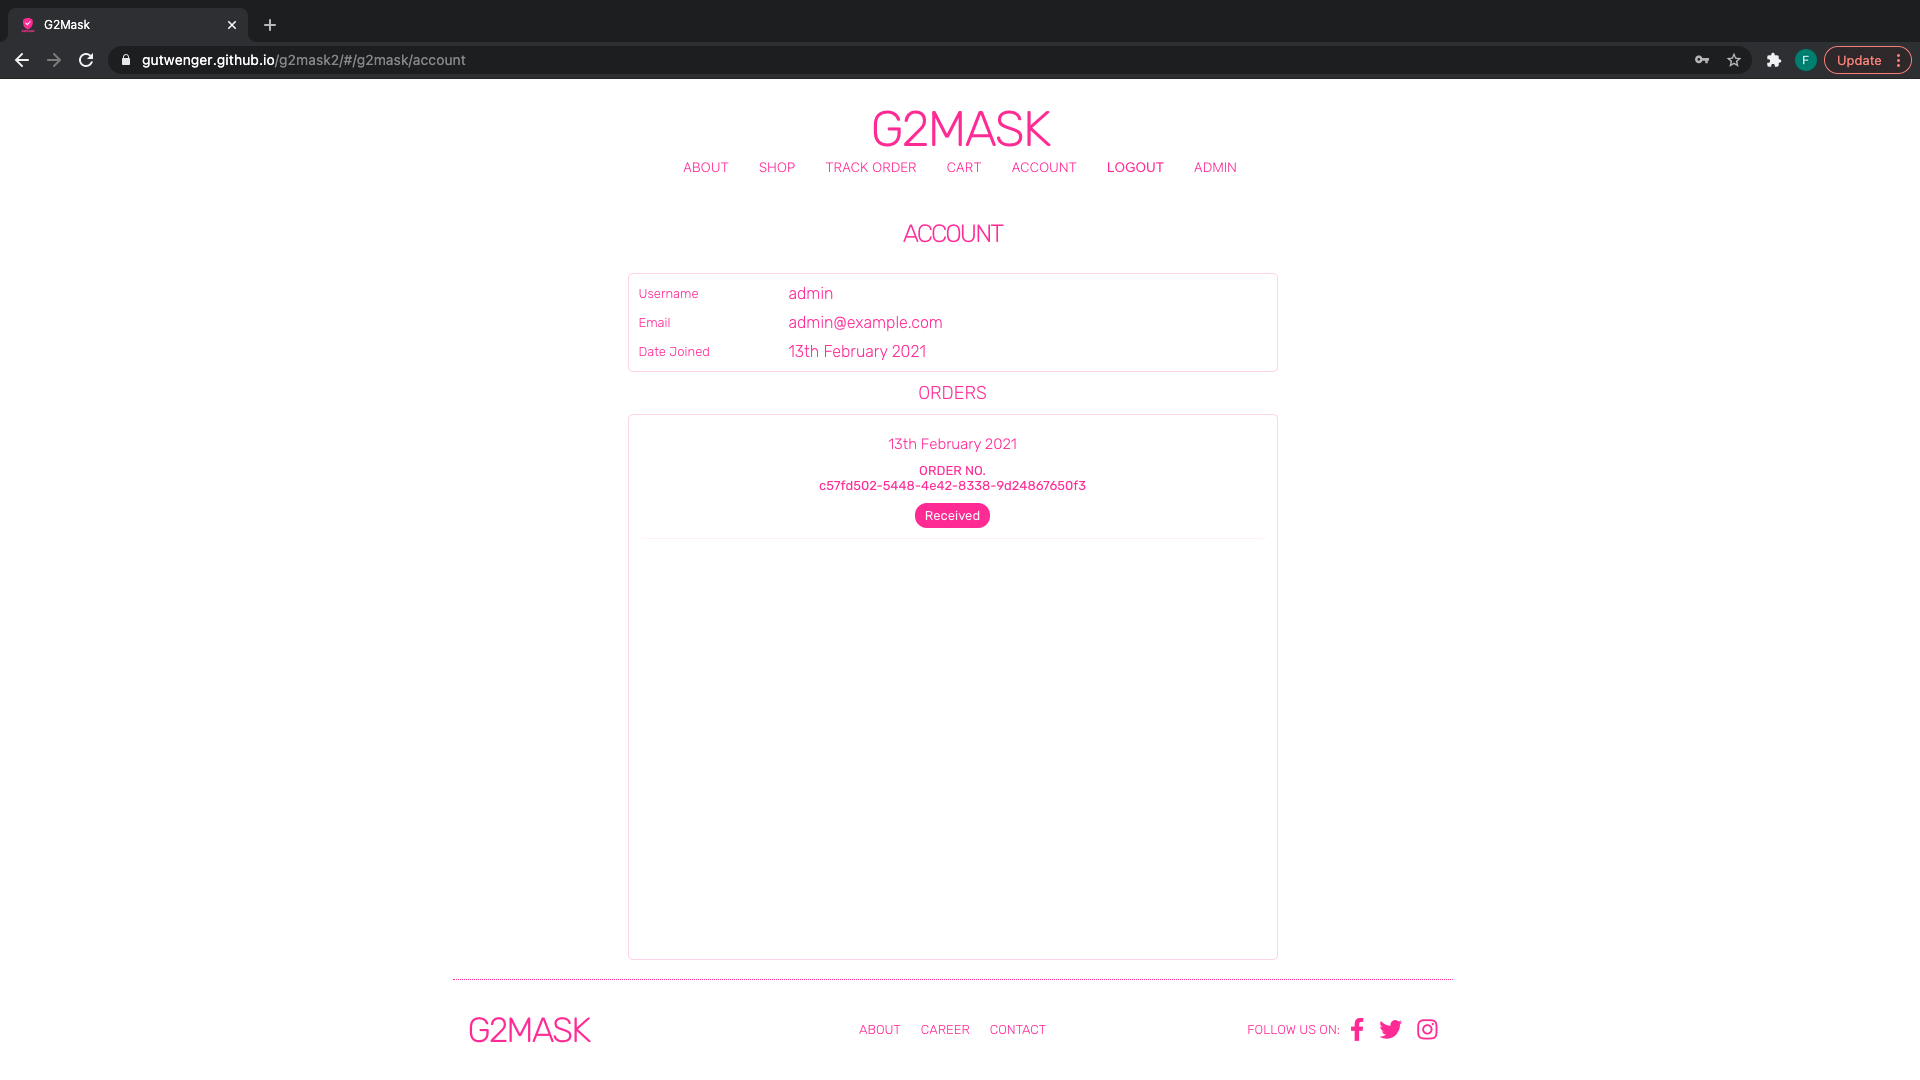 G2Mask
gutwenger.github.io/g2mask2/#/g2mask/account
F
Update
G2MASK
ABOUT SHOP TRACK ORDER CART ACCOUNT LOGOUT ADMIN
ACCOUNT
Username admin
Email admin@example.com
Date Joined 13th February 2021
ORDERS
13th February 2021
ORDER NO.
c57fd502-5448-4e42-8338-9d24867650f3
Received
G2MASK ABOUT CAREER CONTACT FOLLOW US ON: